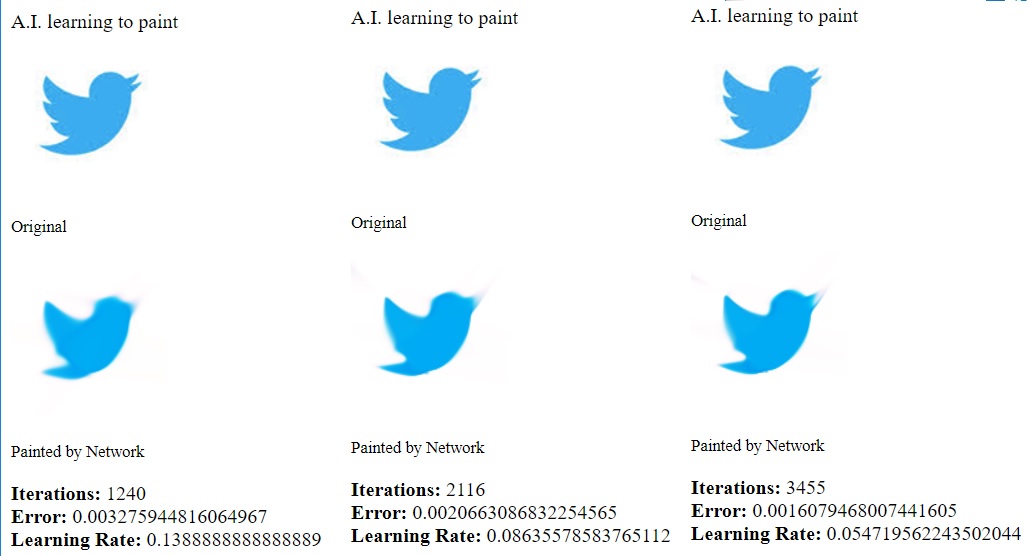 A.I. learning to paint
Original
Painted by Network
Iterations: 1240
Error: 0.003275944816064967
Learning Rate: 0.1388888888888889
A.I. learning to paint
Original
Painted by Network
Iterations: 2116
Error: 0.0020663086832254565
Learning Rate: 0.08635578583765112
A.I. learning to paint
Original
Painted by Network
Iterations: 3455
Error: 0.0016079468007441605
Learning Rate: 0.054719562243502044